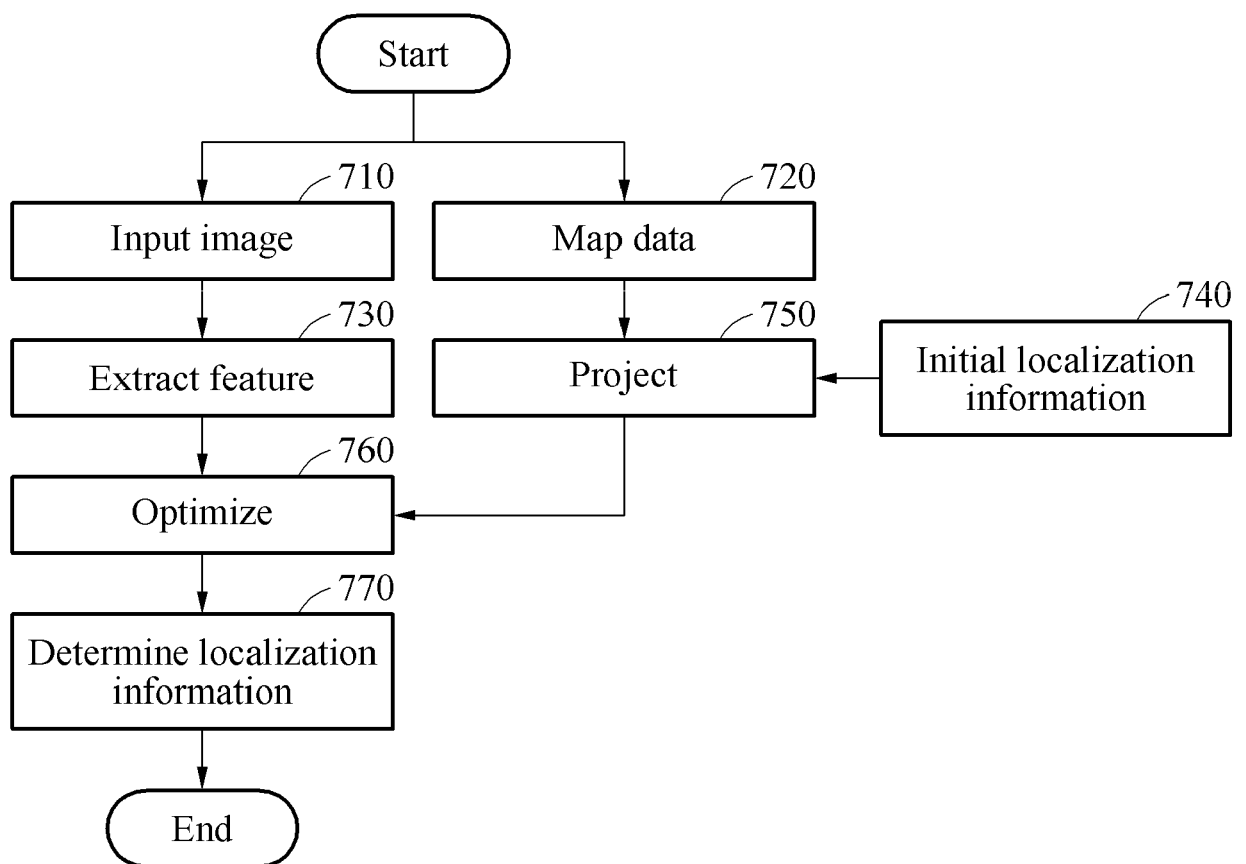 Start
710
Input image
720
Map data
730
Extract feature
750
Project
740
Initial localization
information
760
Optimize
770
Determine localization
information
End